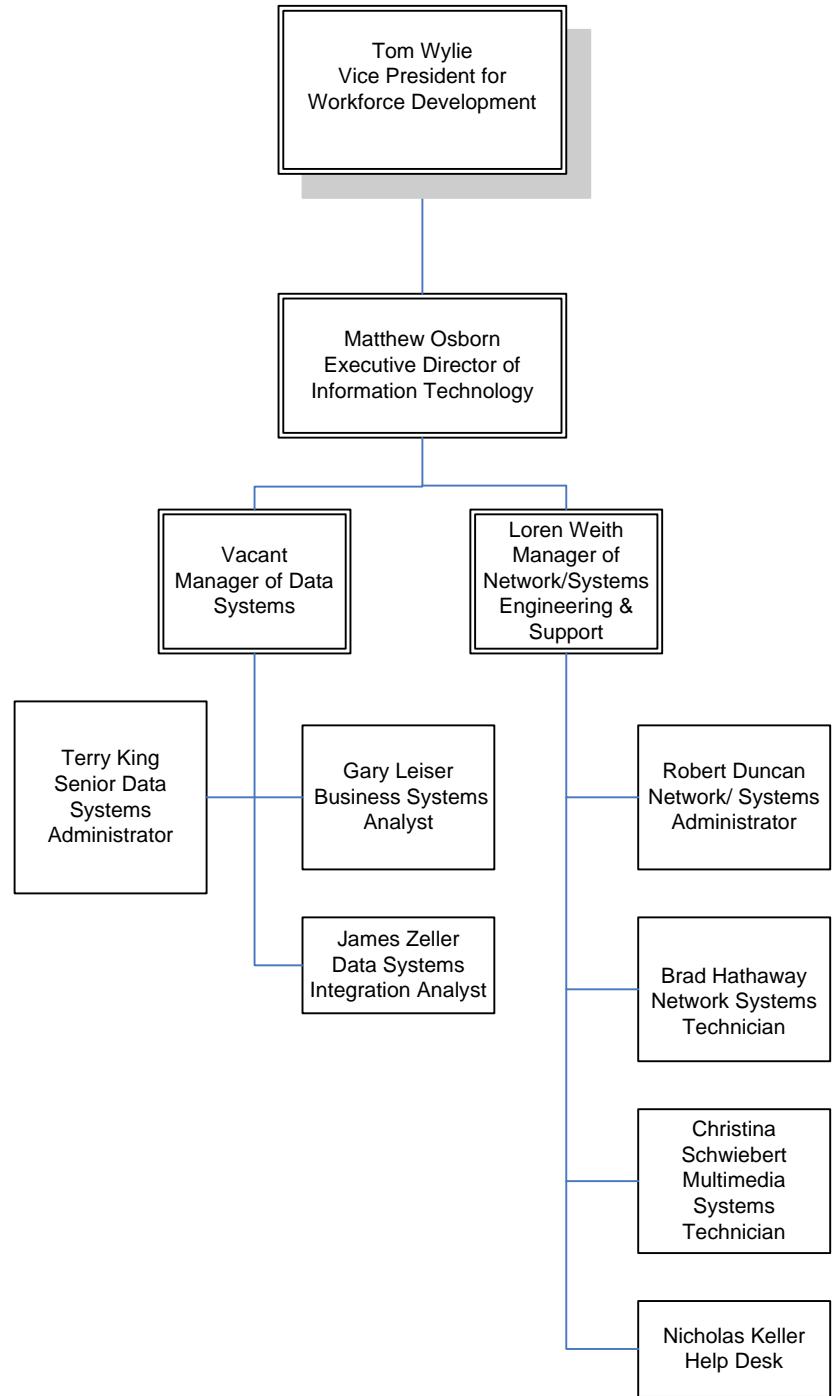 Tom Wylie
Vice President for
Workforce Development
Matthew Osborn
Executive Director of
Information Technology
Vacant
Manager of Data
Systems
Loren Weith
Manager of
Network/Systems
Engineering &
Support
Terry King
Senior Data
Systems
Administrator
Gary Leiser
Business Systems
Analyst
James Zeller
Data Systems
Integration Analyst
Robert Duncan
Network/ Systems
Administrator
Brad Hathaway
Network Systems
Technician
Christina
Schwiebert
Multimedia
Systems
Technician
Nicholas Keller
Help Desk